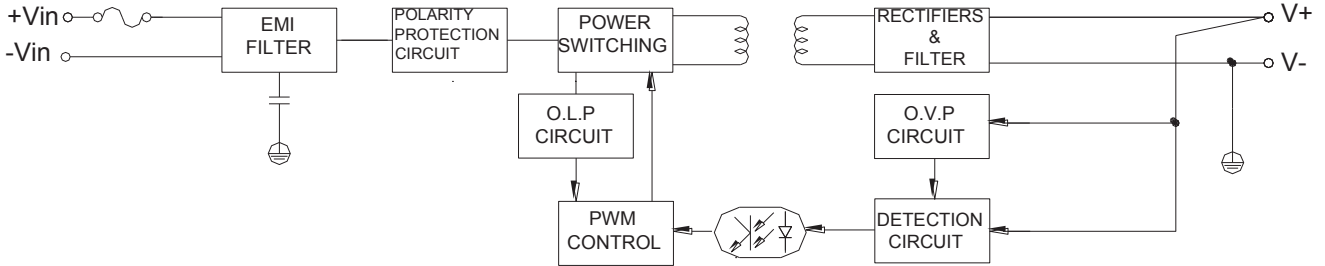 +Vin
-Vin
EMI
FILTER
POLARITY
PROTECTION
CIRCUIT
POWER
SWITCHING
RECTIFIERS
&
FILTER
V+
V-
O.L.P
CIRCUIT
O.V.P
CIRCUIT
PWM
CONTROL
DETECTION
CIRCUIT